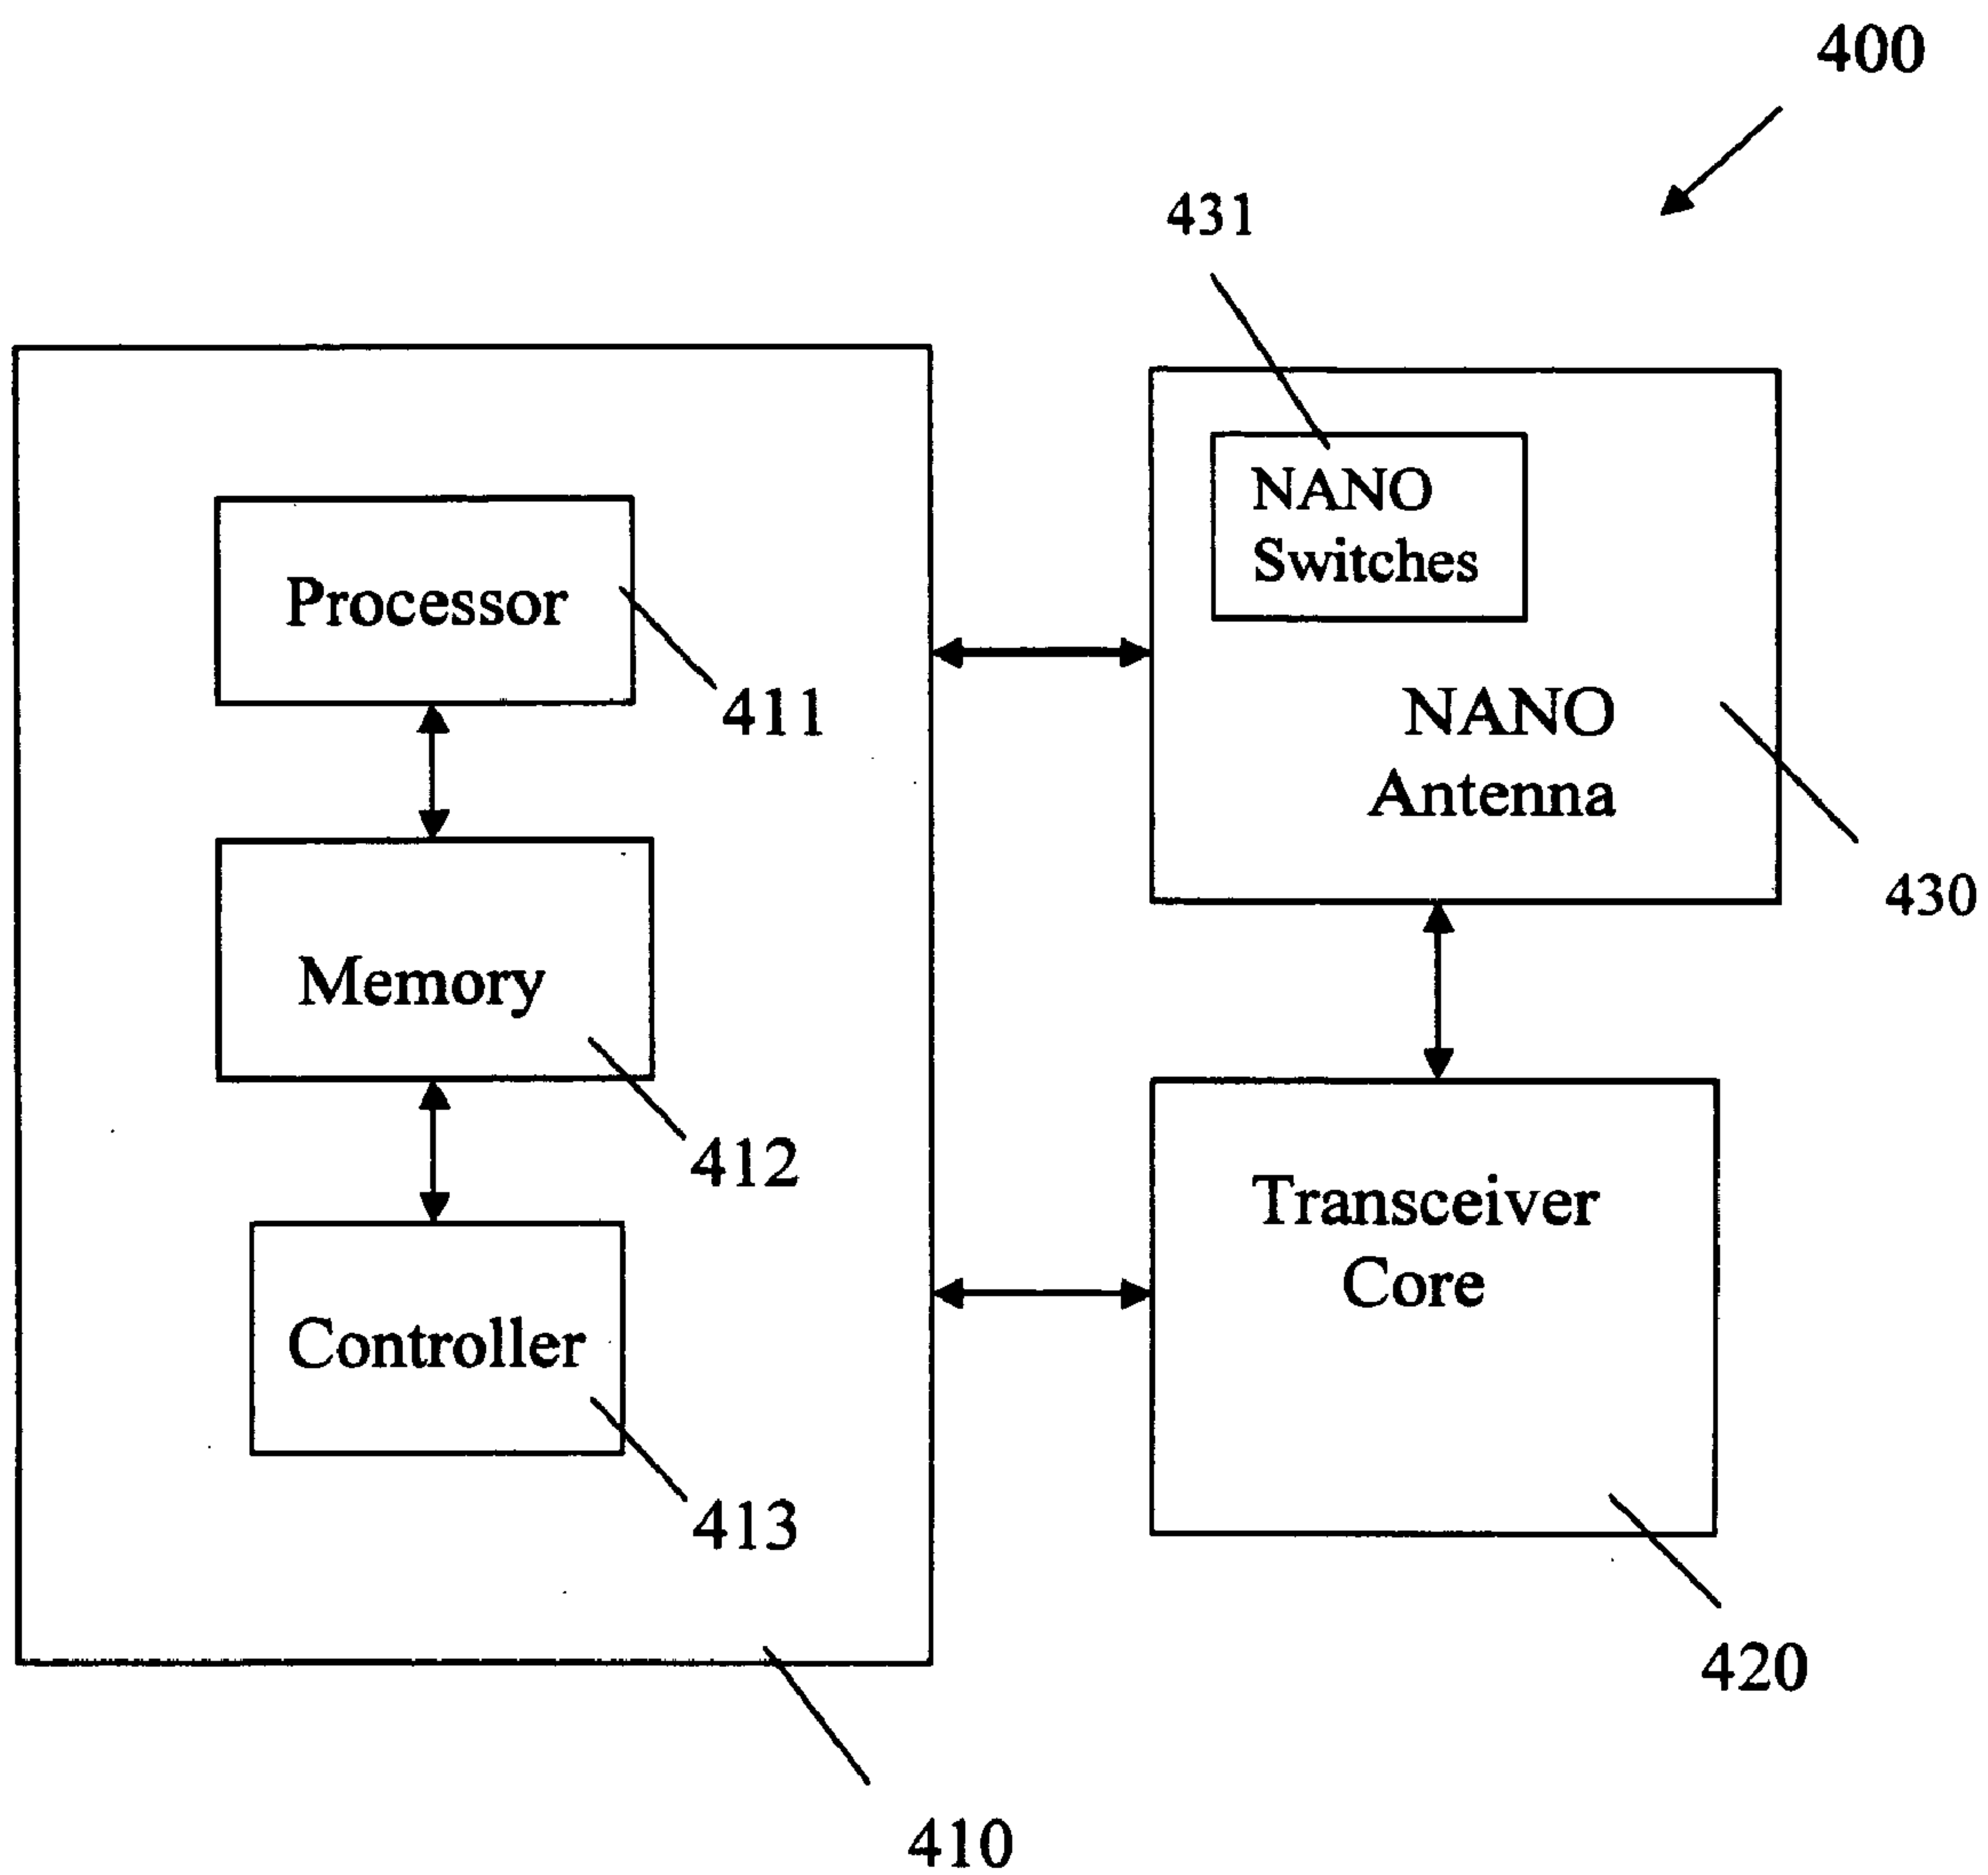 400
431
NANO
Switches
Processor
411
NANO
Antenna
430
Memory
412
Transceiver
Core
Controller
413
420
410